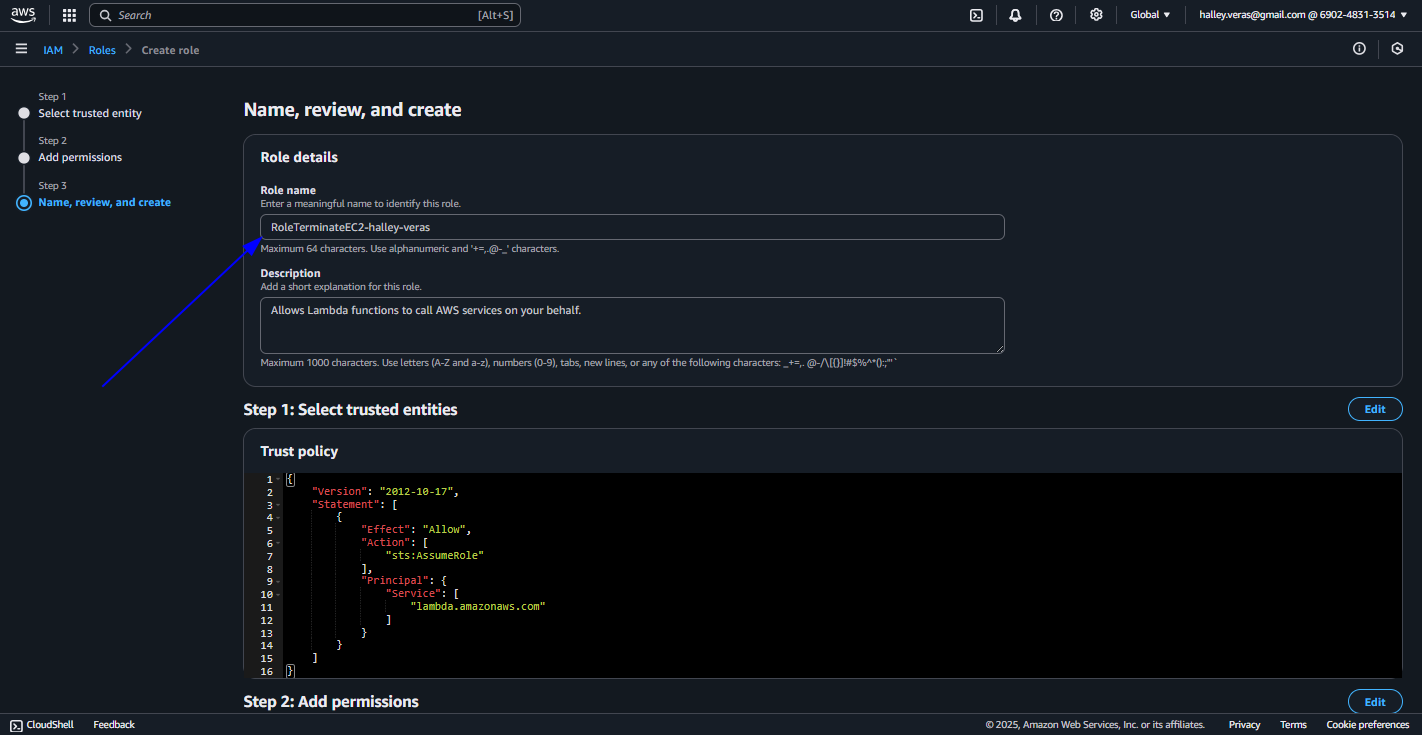 aws
Search [Alt+S]
Global
halley.veras@gmail.com @ 6902-4831-3514
IAM
Roles
Create role
Step 1
Select trusted entity
Step 2
Add permissions
Step 3
Name, review, and create
Name, review, and create
Role details
Role name
Enter a meaningful name to identify this role.
RoleTerminateEC2-halley-veras
Maximum 64 characters. Use alphanumeric and '+=,.@-_' characters.
Description
Add a short explanation for this role.
Allows Lambda functions to call AWS services on your behalf.
Maximum 1000 characters. Use letters (A-Z and a-z), numbers (0-9), tabs, new lines, or any of the following characters: _+=,. @-/\[{}]!#$%^*();:"'`
Step 1: Select trusted entities
Edit
Trust policy
1 {
2 "Version": "2012-10-17",
3 "Statement": [
4 {
5 "Effect": "Allow",
6 "Action": [
7 "sts:AssumeRole"
8 ],
9 "Principal": {
10 "Service": [
11 "lambda.amazonaws.com"
12 ]
13 }
14 }
15 ]
16 }
Step 2: Add permissions
Edit
CloudShell
Feedback
© 2025, Amazon Web Services, Inc. or its affiliates.
Privacy
Terms
Cookie preferences